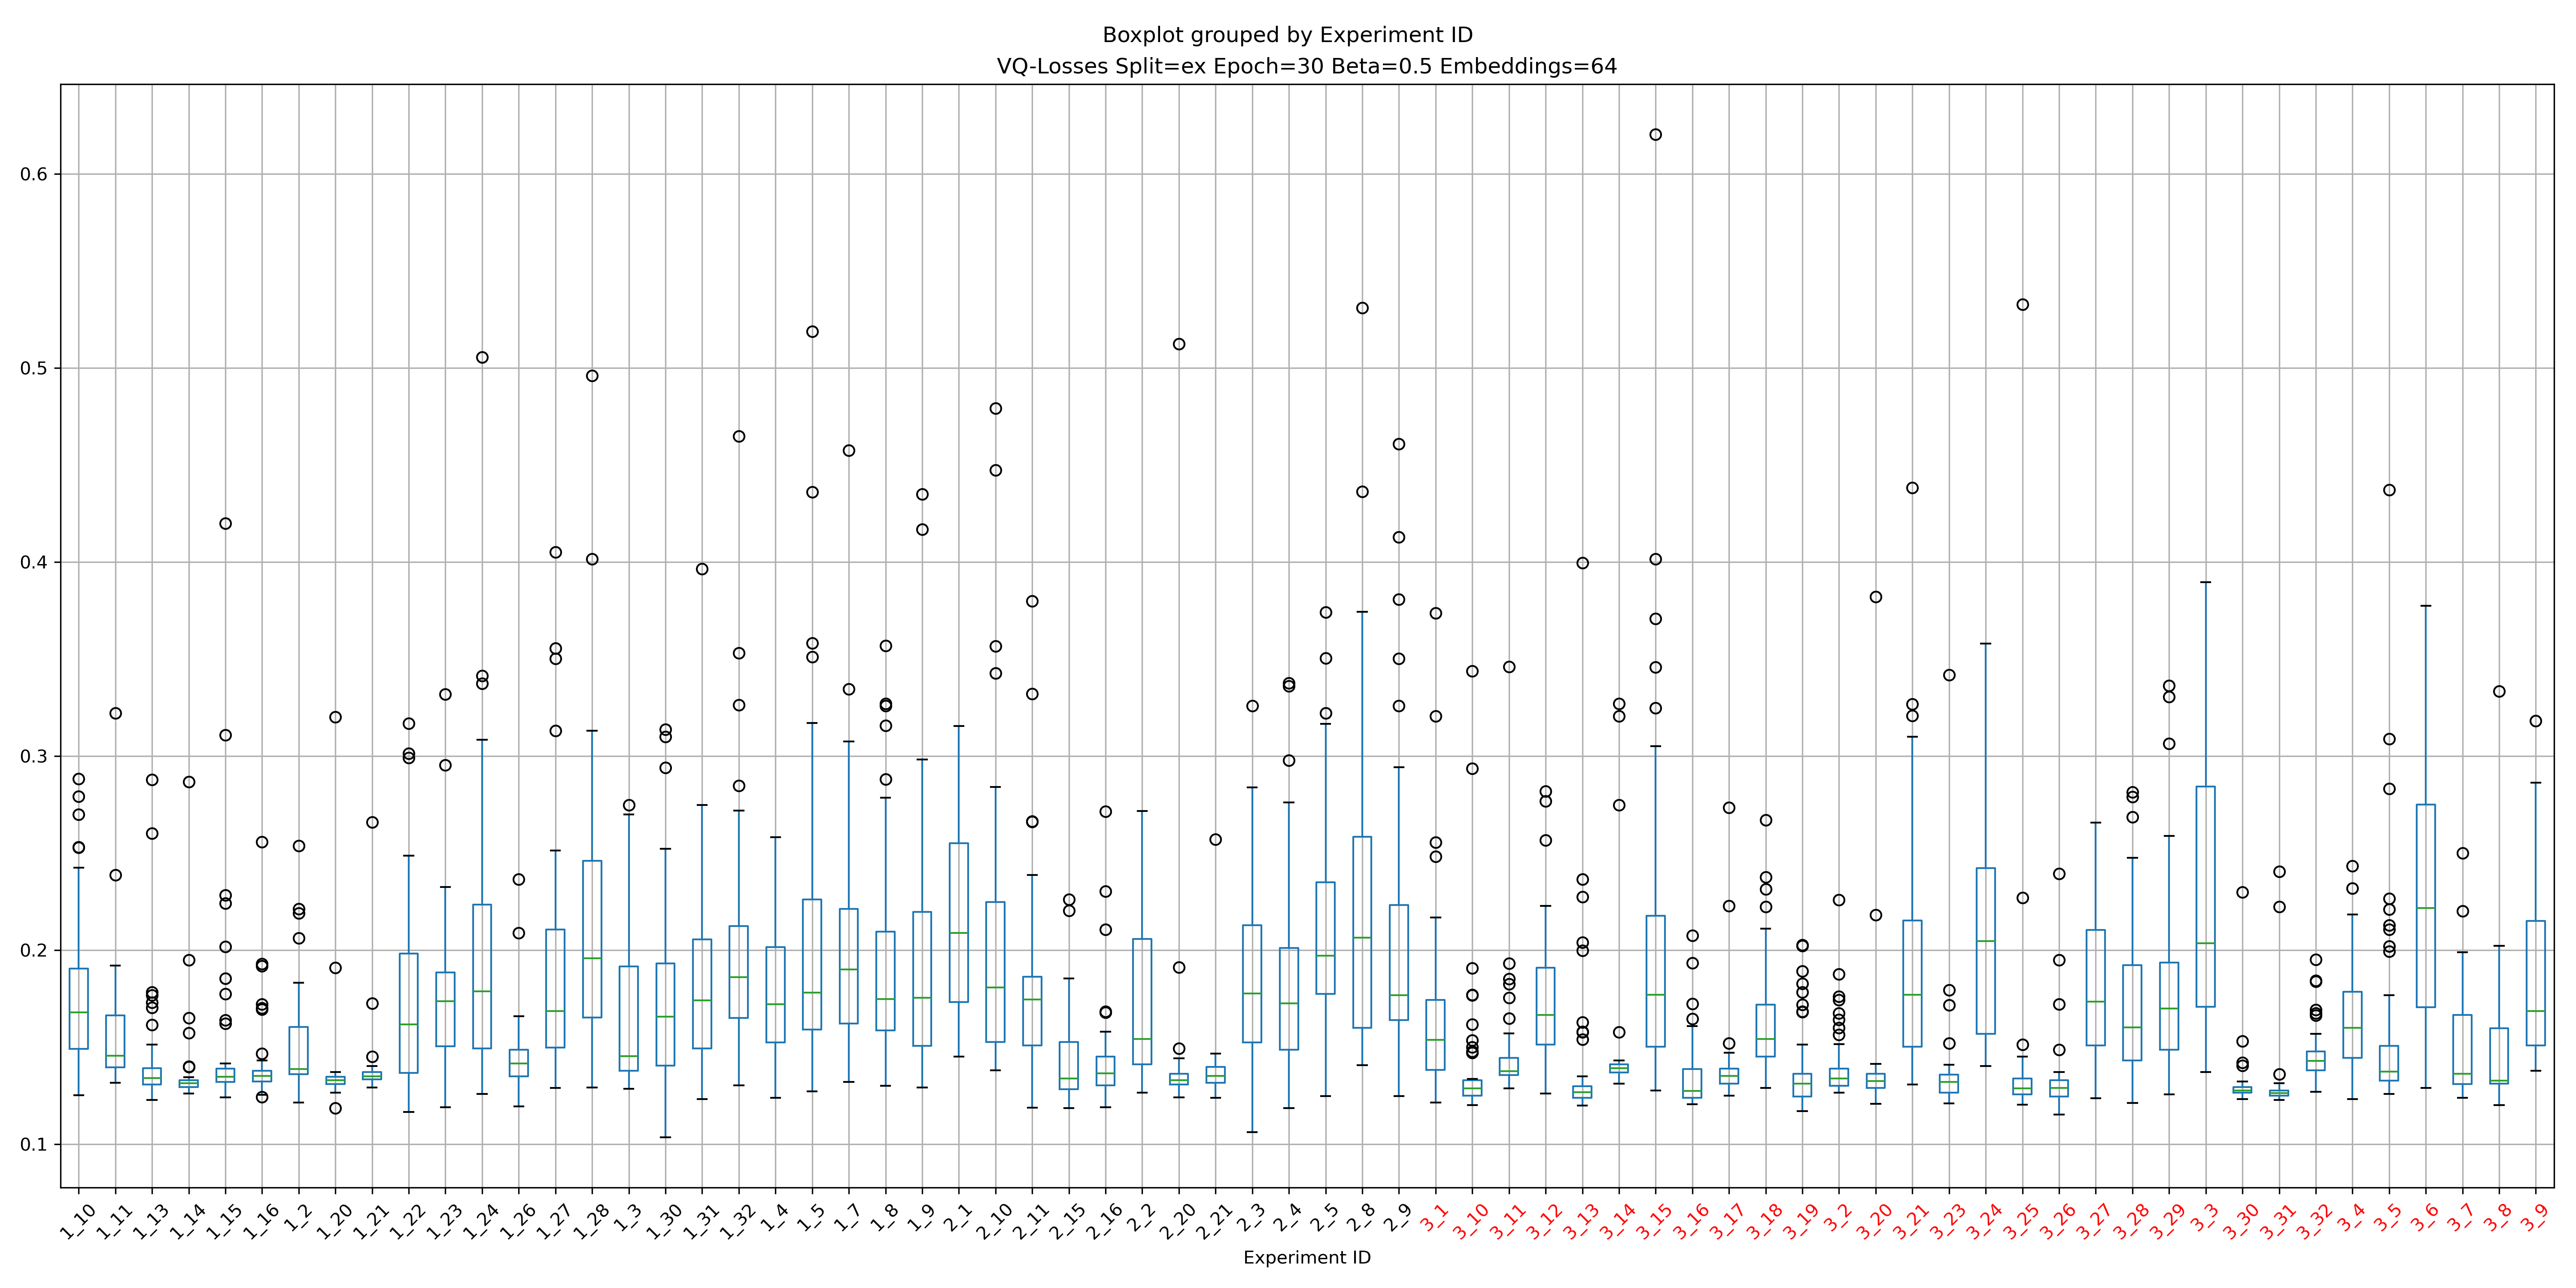 Boxplot grouped by Experiment ID
VQ-Losses Split=ex Epoch=30 Beta=0.5 Embeddings=64
0.6
0.5
0.4
0.3
0.2
0.1
1_10 1_11 1_13 1_14 1_15 1_16 1_2 1_20 1_21 1_22 1_23 1_24 1_26 1_27 1_28 1_3 1_30 1_31 1_32 1_4 1_5 1_7 1_8 1_9 2_1 2_10 2_11 2_15 2_16 2_2 2_20 2_21 2_3 2_4 2_5 2_8 2_9 3_1 3_10 3_11 3_12 3_13 3_14 3_15 3_16 3_17 3_18 3_19 3_2 3_20 3_21 3_23 3_24 3_25 3_26 3_27 3_28 3_29 3_3 3_30 3_31 3_32 3_4 3_5 3_6 3_7 3_8 3_9
Experiment ID